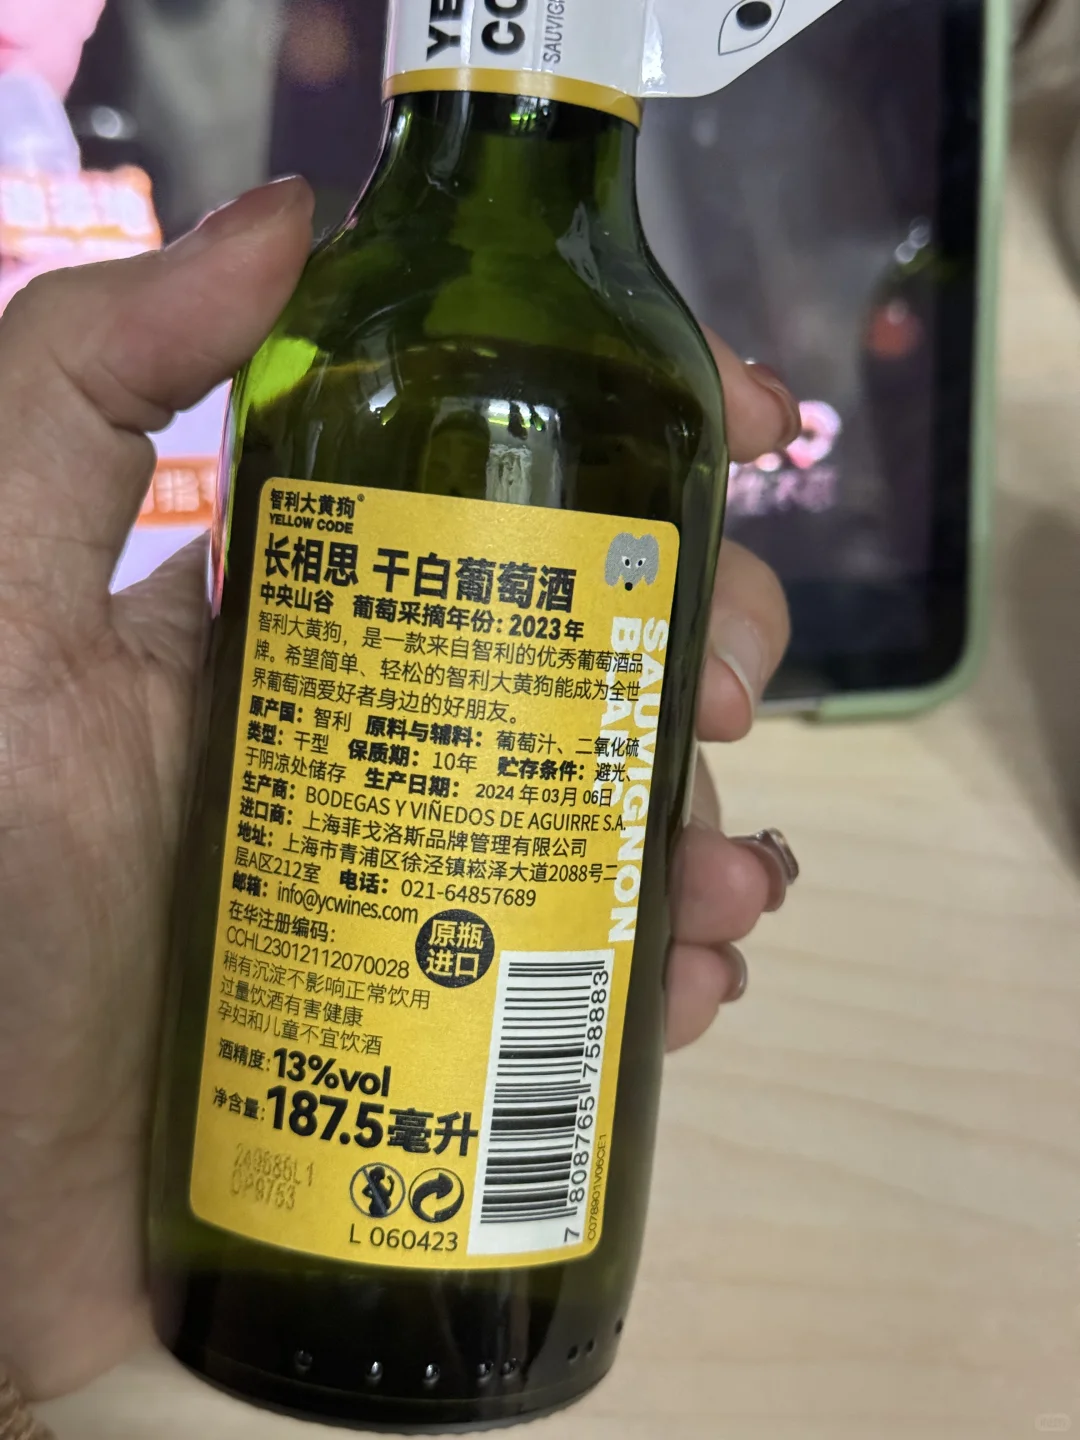 YE
CO
SAUVIG
智利大黄狗®
YELLOW CODE
长相思 干白葡萄酒
中央山谷 葡萄采摘年份: 2023年
智利大黄狗，是一款来自智利的优秀葡萄酒品
牌。希望简单、轻松的智利大黄狗能成为全世
界葡萄酒爱好者身边的好朋友。
原产国: 智利 原料与辅料: 葡萄汁、二氧化硫
类型: 干型 保质期: 10年 贮存条件: 避光、
于阴凉处储存 生产日期: 2024年03月06日
生产商: BODEGAS Y VIÑEDOS DE AGUIRRE S.A.
进口商: 上海菲戈洛斯品牌管理有限公司
地址: 上海市青浦区徐泾镇崧泽大道2088号二
层A区212室 电话: 021-64857689
邮箱: info@ycwines.com
在华注册编码:
CCHL23012112070028
原瓶
进口
稍有沉淀不影响正常饮用
过量饮酒有害健康
孕妇和儿童不宜饮酒
酒精度: 13%vol
净含量: 187.5毫升
L 060423
SAUVIGNON
BLAN
7 808765 758883